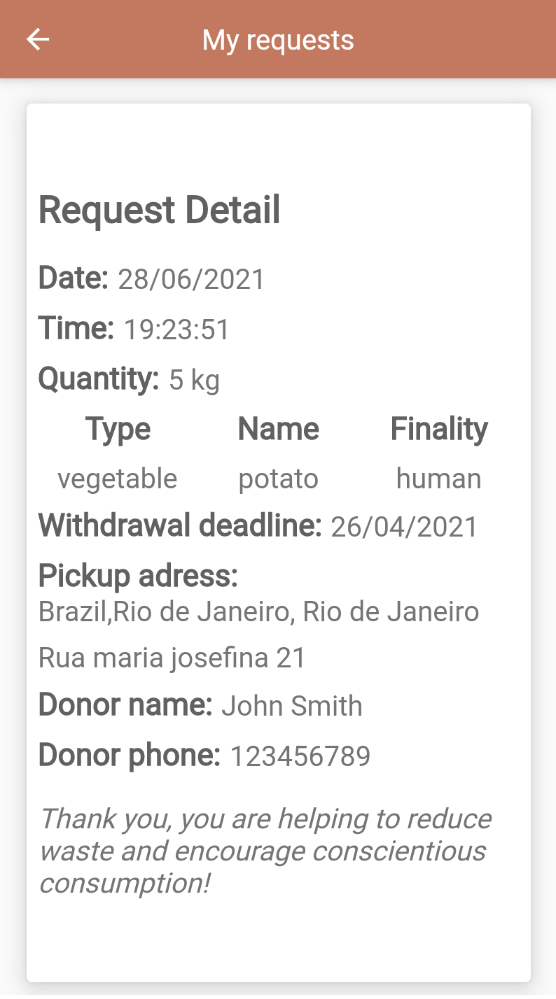 My requests
Request Detail
Date: 28/06/2021
Time: 19:23:51
Quantity: 5 kg
Type Name Finality
vegetable potato human
Withdrawal deadline: 26/04/2021
Pickup adress:
Brazil,Rio de Janeiro, Rio de Janeiro
Rua maria josefina 21
Donor name: John Smith
Donor phone: 123456789
Thank you, you are helping to reduce
waste and encourage conscientious
consumption!